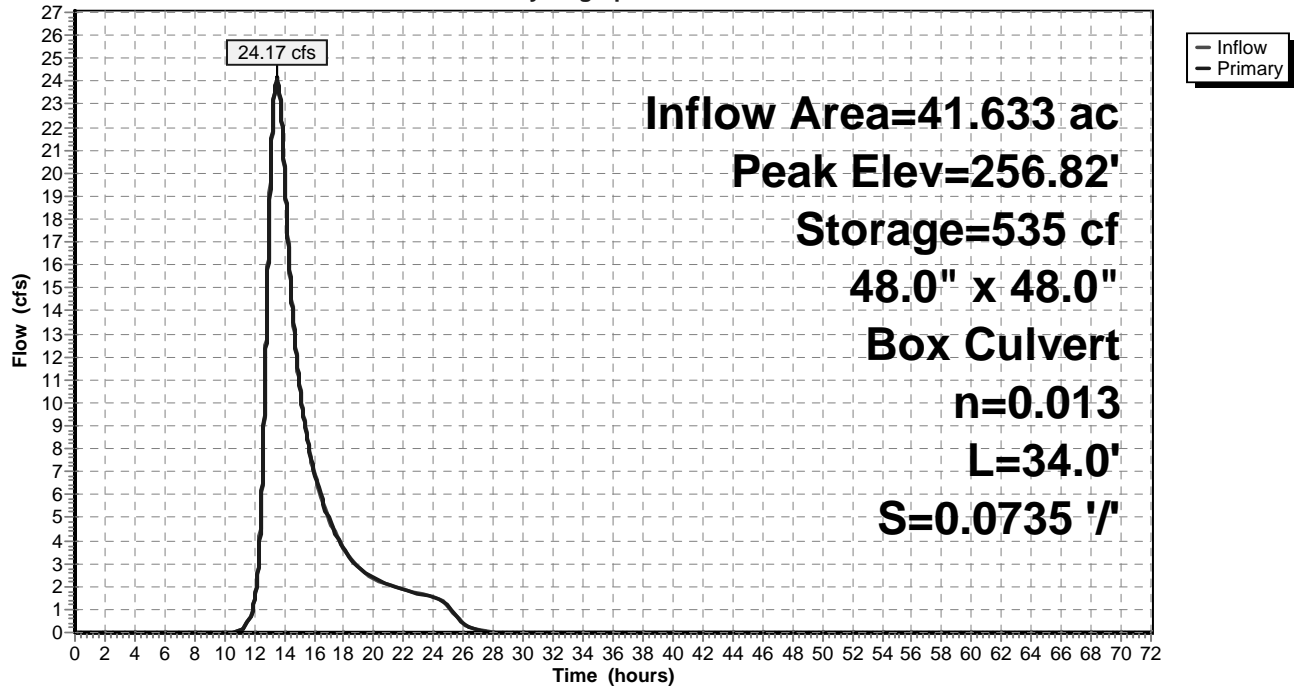 24.17 cfs
Inflow
Primary
Inflow Area=41.633 ac
Peak Elev=256.82'
Storage=535 cf
48.0" x 48.0"
Box Culvert
n=0.013
L=34.0'
S=0.0735 '/'
Flow (cfs)
27
26
25
24
23
22
21
20
19
18
17
16
15
14
13
12
11
10
9
8
7
6
5
4
3
2
1
0
0 2 4 6 8 10 12 14 16 18 20 22 24 26 28 30 32 34 36 38 40 42 44 46 48 50 52 54 56 58 60 62 64 66 68 70 72
Time (hours)